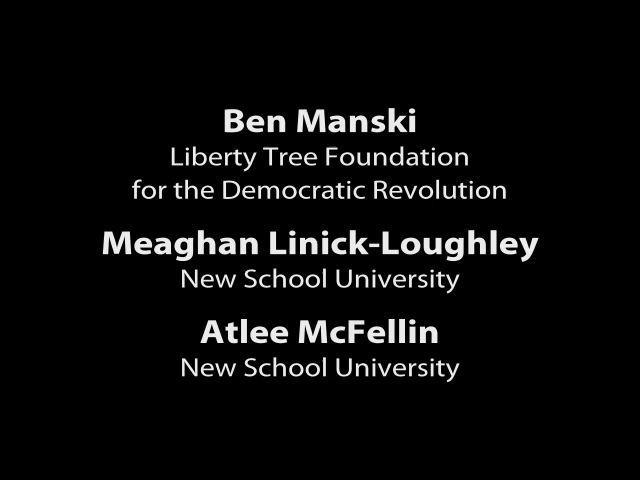 Ben Manski
Liberty Tree Foundation
for the Democratic Revolution
Meaghan Linick-Loughley
New School University
Atlee McFellin
New School University